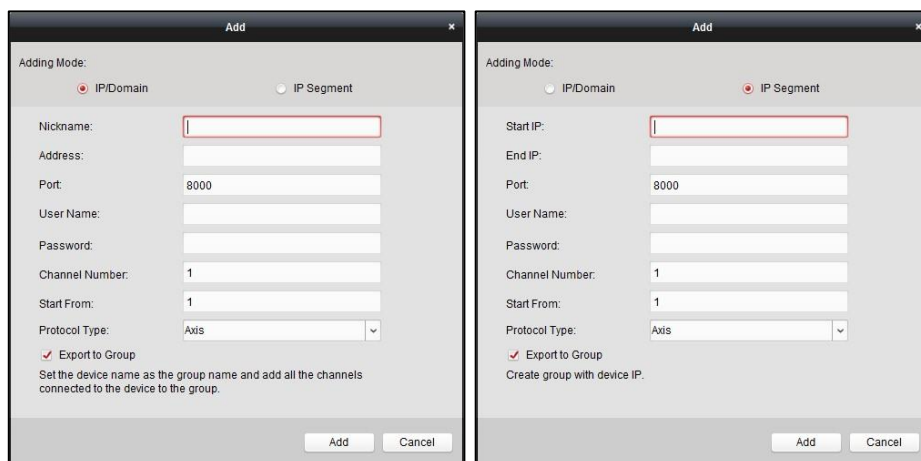 Add
×
Adding Mode:
IP/Domain
IP Segment
Nickname:
Address:
Port: 8000
User Name:
Password:
Channel Number: 1
Start From: 1
Protocol Type: Axis
Export to Group
Set the device name as the group name and add all the channels
connected to the device to the group.
Add Cancel
Add
×
Adding Mode:
IP/Domain
IP Segment
Start IP:
End IP:
Port: 8000
User Name:
Password:
Channel Number: 1
Start From: 1
Protocol Type: Axis
Export to Group
Create group with device IP.
Add Cancel